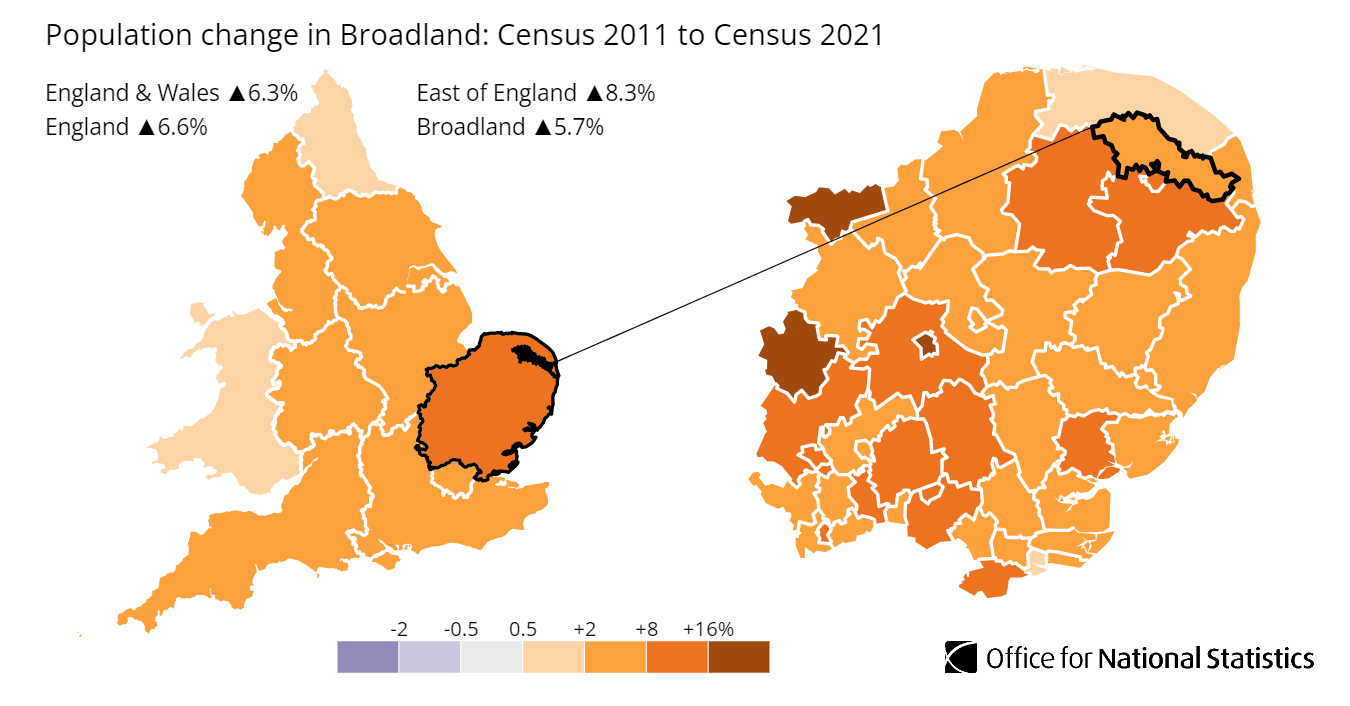 Population change in Broadland: Census 2011 to Census 2021
England & Wales ▲6.3%
East of England ▲8.3%
England ▲6.6%
Broadland ▲5.7%
-2 -0.5 0.5 +2 +8 +16%
Office for National Statistics